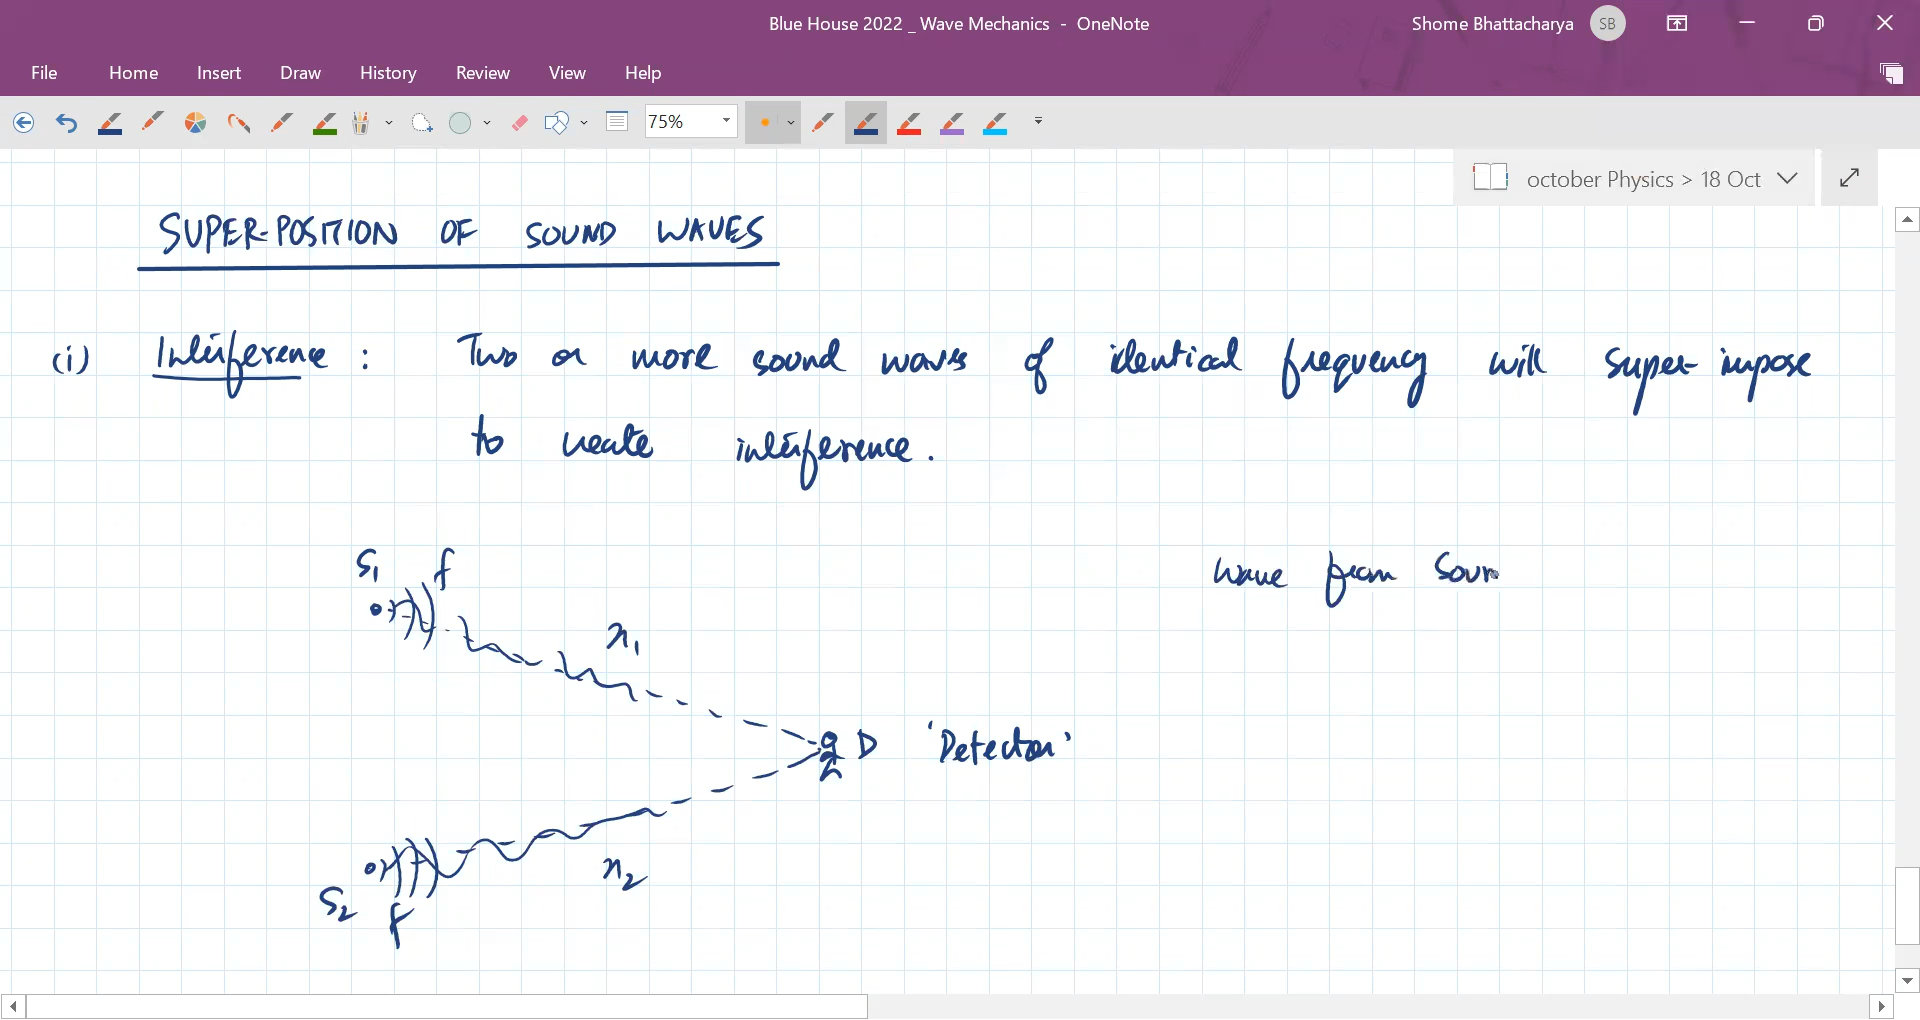 Blue House 2022 _ Wave Mechanics - OneNote
Shome Bhattacharya SB
File Home Insert Draw History Review View Help
75%
october Physics > 18 Oct
SUPER-POSITION OF SOUND WAVES
(i) Interference : Two or more sound waves of identical frequency will super-impose
to create interference.
S1 f
wave from Sour
x1
D 'Detector'
x2
S2 f